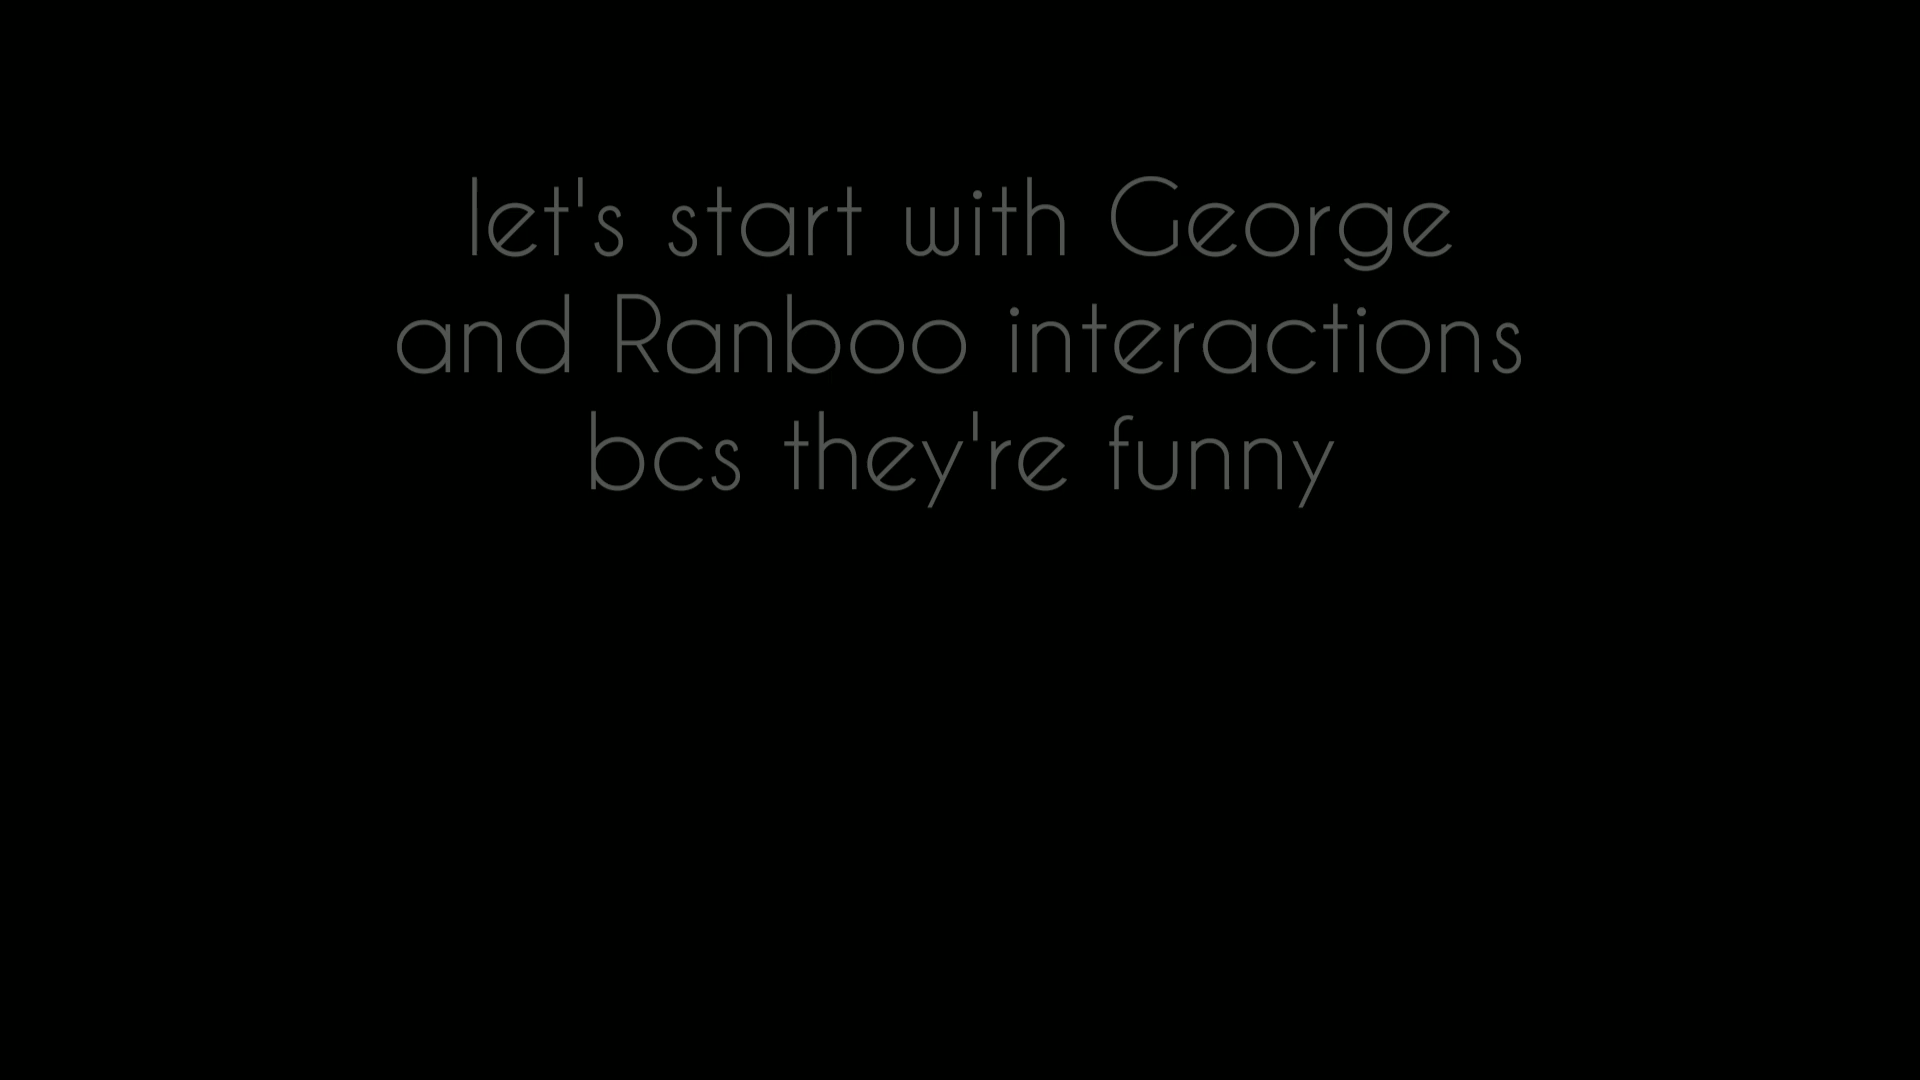 let's start with George
and Ranboo interactions
bcs they're funny